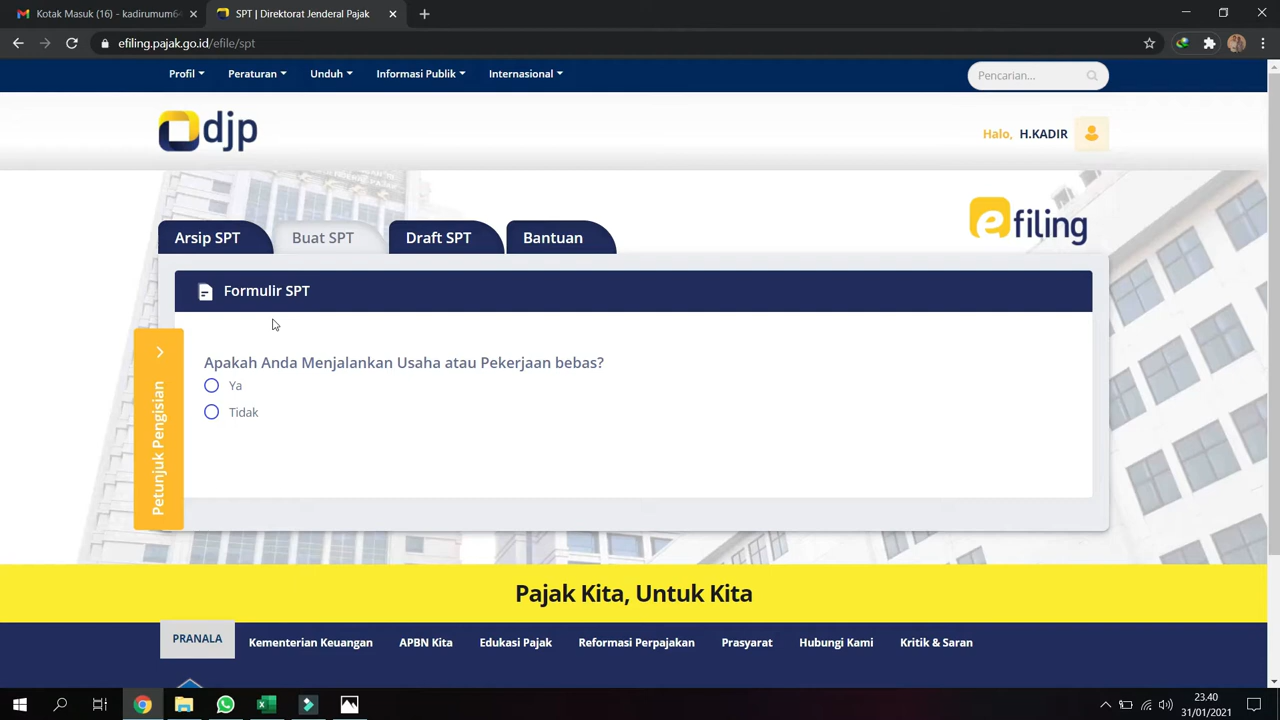 Kotak Masuk (16) - kadirumum64
SPT | Direktorat Jenderal Pajak
efiling.pajak.go.id/efile/spt
Profil
Peraturan
Unduh
Informasi Publik
Internasional
Pencarian...
djp
Halo, H.KADIR
efiling
Arsip SPT
Buat SPT
Draft SPT
Bantuan
Formulir SPT
Petunjuk Pengisian
Apakah Anda Menjalankan Usaha atau Pekerjaan bebas?
Ya
Tidak
Pajak Kita, Untuk Kita
PRANALA
Kementerian Keuangan
APBN Kita
Edukasi Pajak
Reformasi Perpajakan
Prasyarat
Hubungi Kami
Kritik & Saran
23.40
31/01/2021